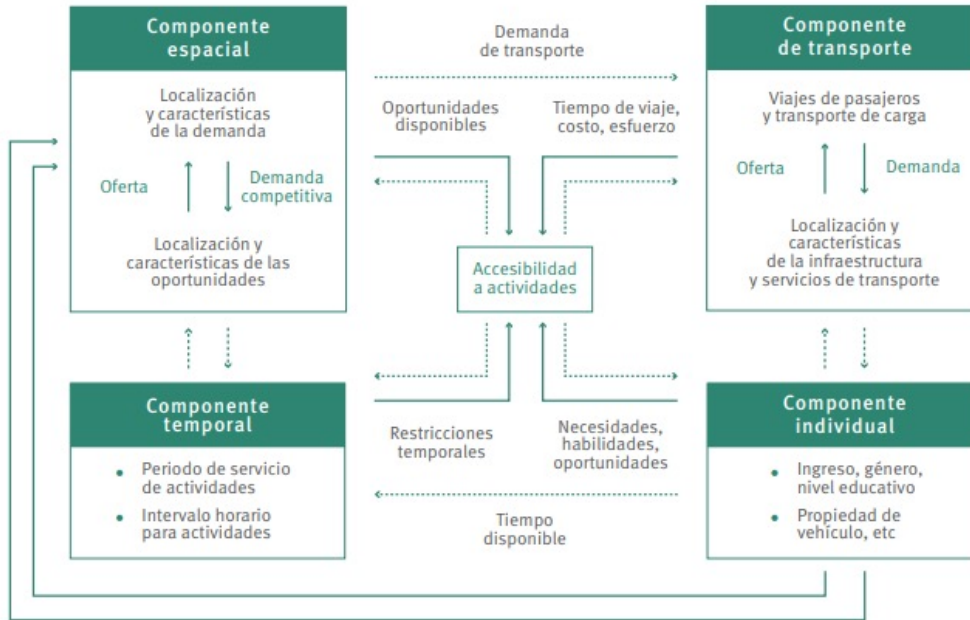 Componente
espacial
Localización
y características
de la demanda
Oferta
Demanda
competitiva
Localización y
características de las
oportunidades
Demanda
de transporte
Oportunidades
disponibles
Tiempo de viaje,
costo, esfuerzo
Componente
de transporte
Viajes de pasajeros
y transporte de carga
Oferta
Demanda
Localización y
características
de la infraestructura
y servicios de transporte
Accesibilidad
a actividades
Componente
temporal
• Periodo de servicio
de actividades
• Intervalo horario
para actividades
Restricciones
temporales
Necesidades,
habilidades,
oportunidades
Tiempo
disponible
Componente
individual
• Ingreso, género,
nivel educativo
• Propiedad de
vehículo, etc